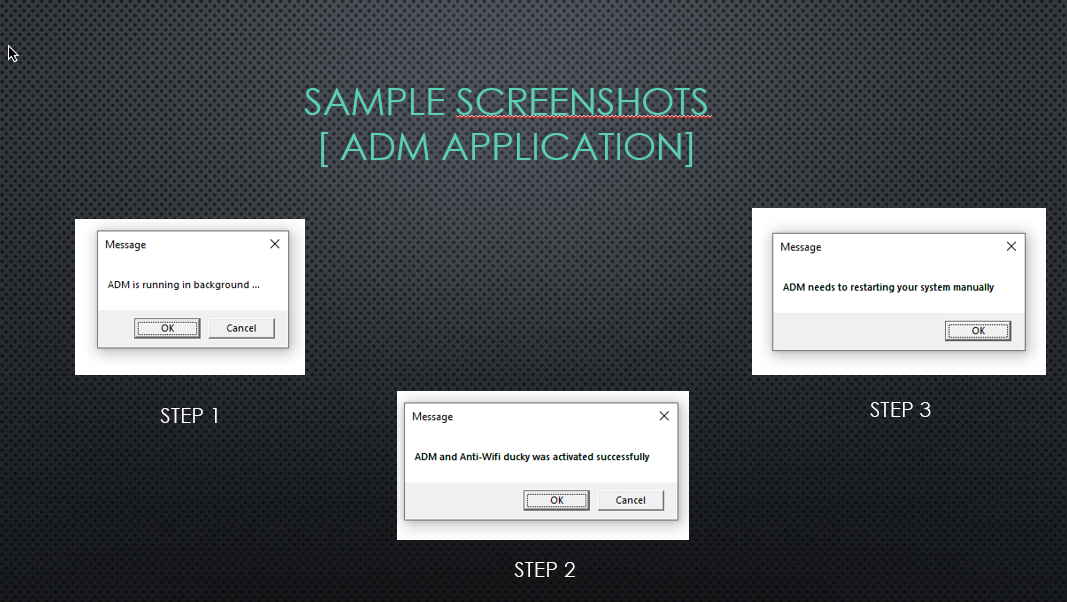 SAMPLE SCREENSHOTS
[ ADM APPLICATION]
Message
ADM is running in background ...
OK Cancel
STEP 1
Message
ADM and Anti-Wifi ducky was activated successfully
OK Cancel
STEP 2
Message
ADM needs to restarting your system manually
OK
STEP 3